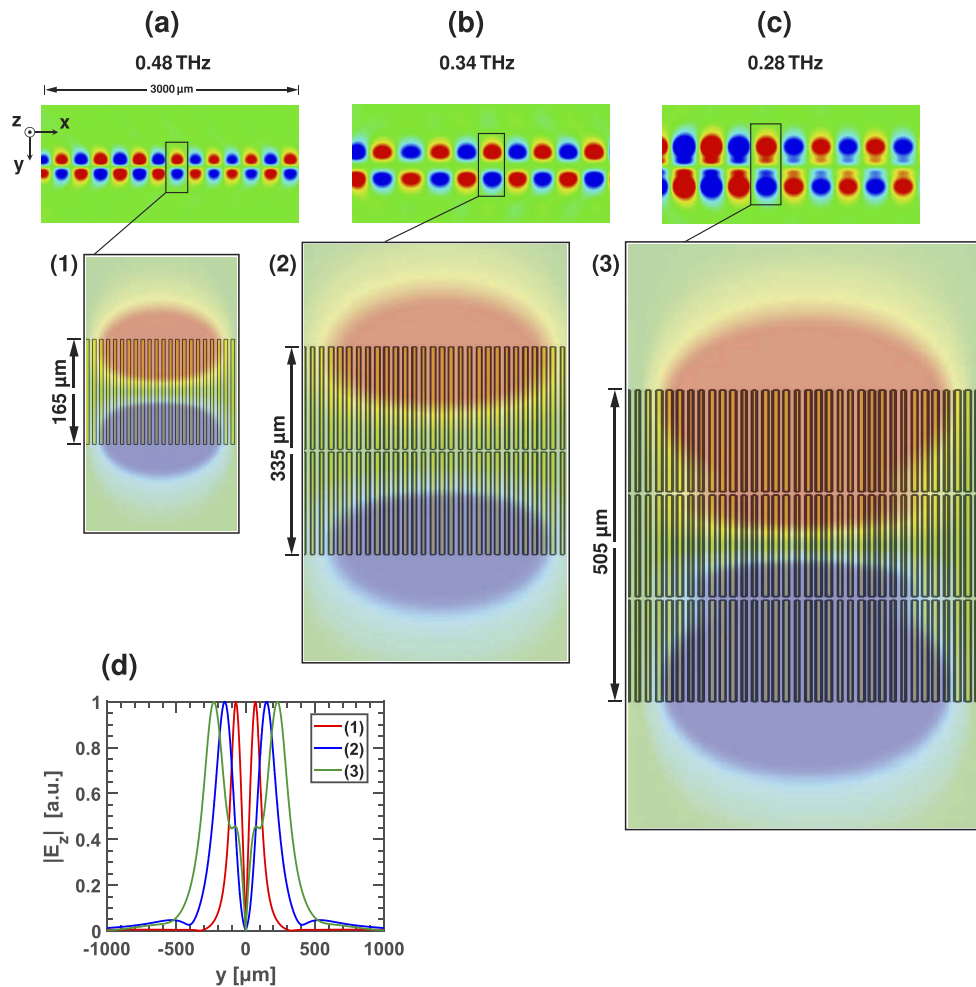 (a)
(b)
(c)
0.48 THz
0.34 THz
0.28 THz
3000 µm
z
x
y
(1)
(2)
(3)
165 µm
335 µm
505 µm
(d)
1
0.8
0.6
0.4
0.2
0
|E_z| [a.u.]
(1)
(2)
(3)
-1000
-500
0
500
1000
y [µm]